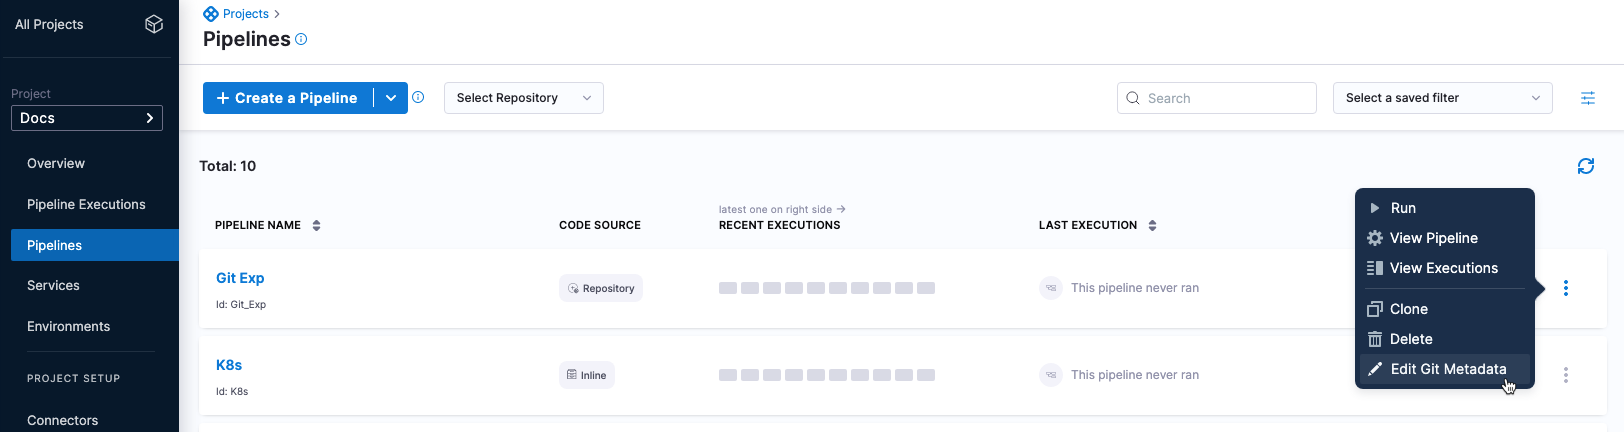 All Projects
Project
Docs
Overview
Pipeline Executions
Pipelines
Services
Environments
PROJECT SETUP
Connectors
Projects
Pipelines
+ Create a Pipeline
Select Repository
Search
Select a saved filter
Total: 10
latest one on right side →
PIPELINE NAME CODE SOURCE RECENT EXECUTIONS LAST EXECUTION
Git Exp
Id: Git_Exp
Repository
This pipeline never ran
K8s
Id: K8s
Inline
This pipeline never ran
Run
View Pipeline
View Executions
Clone
Delete
Edit Git Metadata